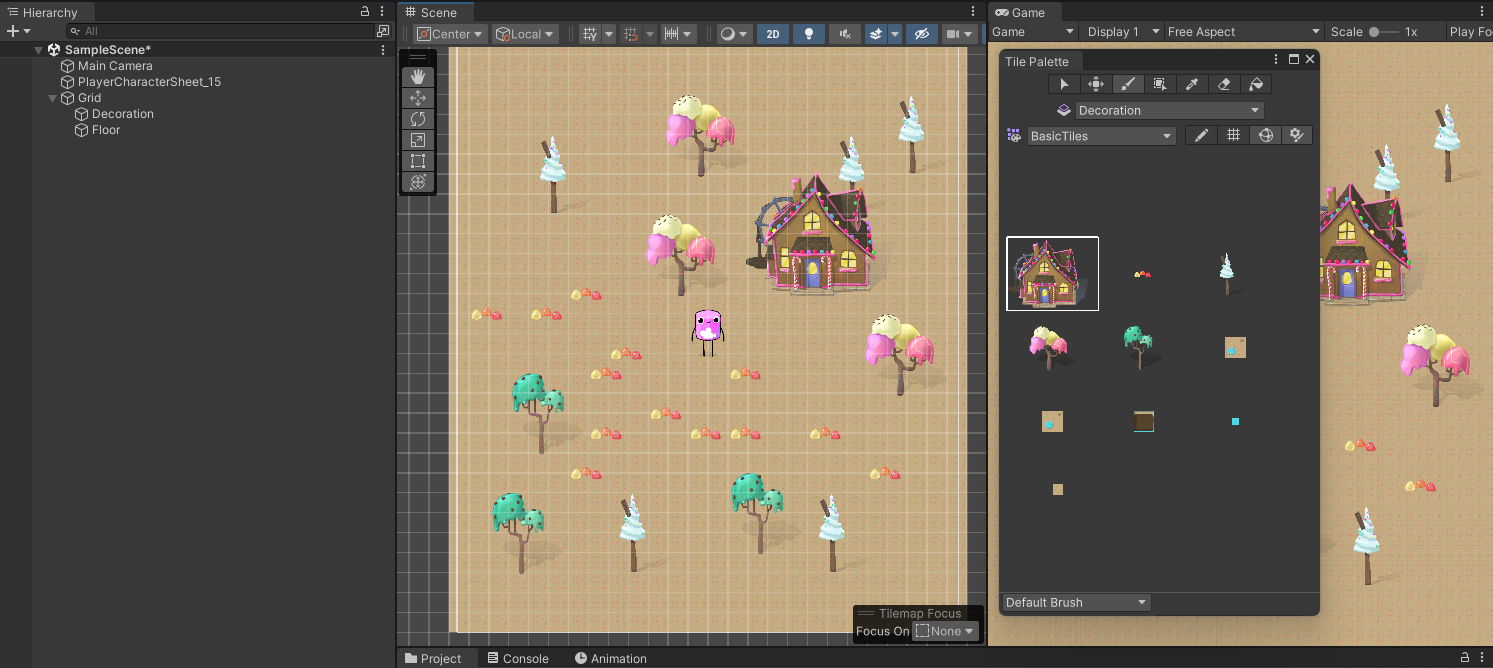 Hierarchy
All
SampleScene*
Main Camera
PlayerCharacterSheet_15
Grid
Decoration
Floor
Scene
Center
Local
2D
Tilemap Focus
Focus On
None
Game
Game
Display 1
Free Aspect
Scale
1x
Play Fo
Tile Palette
Decoration
BasicTiles
Default Brush
Project
Console
Animation